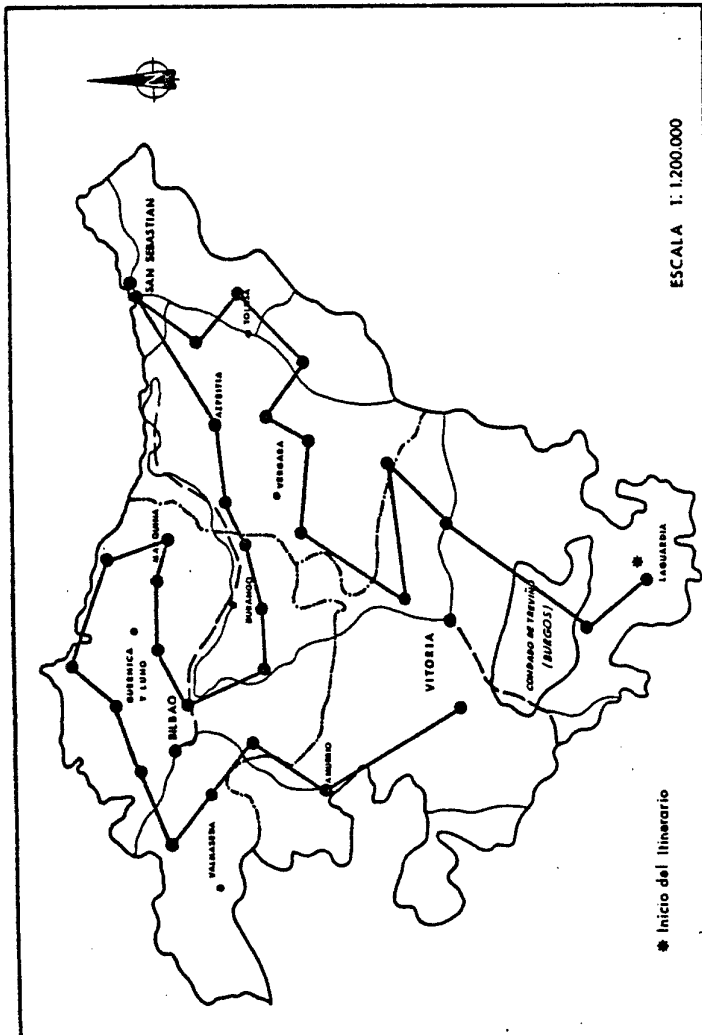 N
SAN SEBASTIAN
TOLOSA
AZPEITIA
VERGARA
MARQUINA
DURANGO
GUERNICA
Y LUNO
BILBAO
VALMASEDA
AMURRIO
VITORIA
CONDADO DE TREVIÑO
(BURGOS)
LAGUARDIA
✱ Inicio del Itinerario
ESCALA 1: 1.200.000